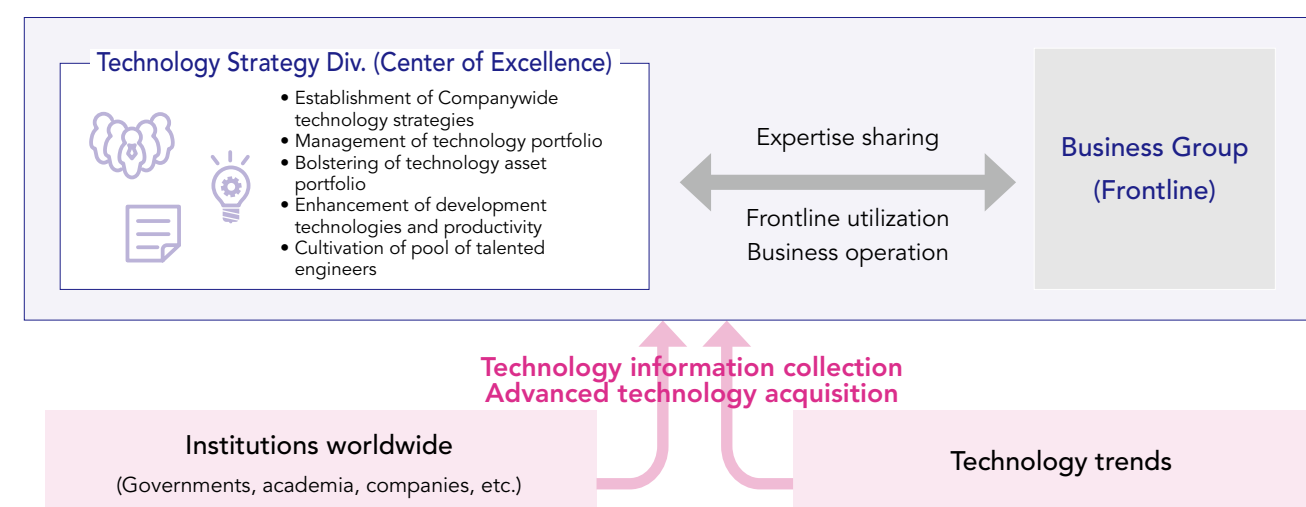 Technology Strategy Div. (Center of Excellence)
• Establishment of Companywide
technology strategies
• Management of technology portfolio
• Bolstering of technology asset
portfolio
• Enhancement of development
technologies and productivity
• Cultivation of pool of talented
engineers
Expertise sharing
Frontline utilization
Business operation
Business Group
(Frontline)
Technology information collection
Advanced technology acquisition
Institutions worldwide
(Governments, academia, companies, etc.)
Technology trends